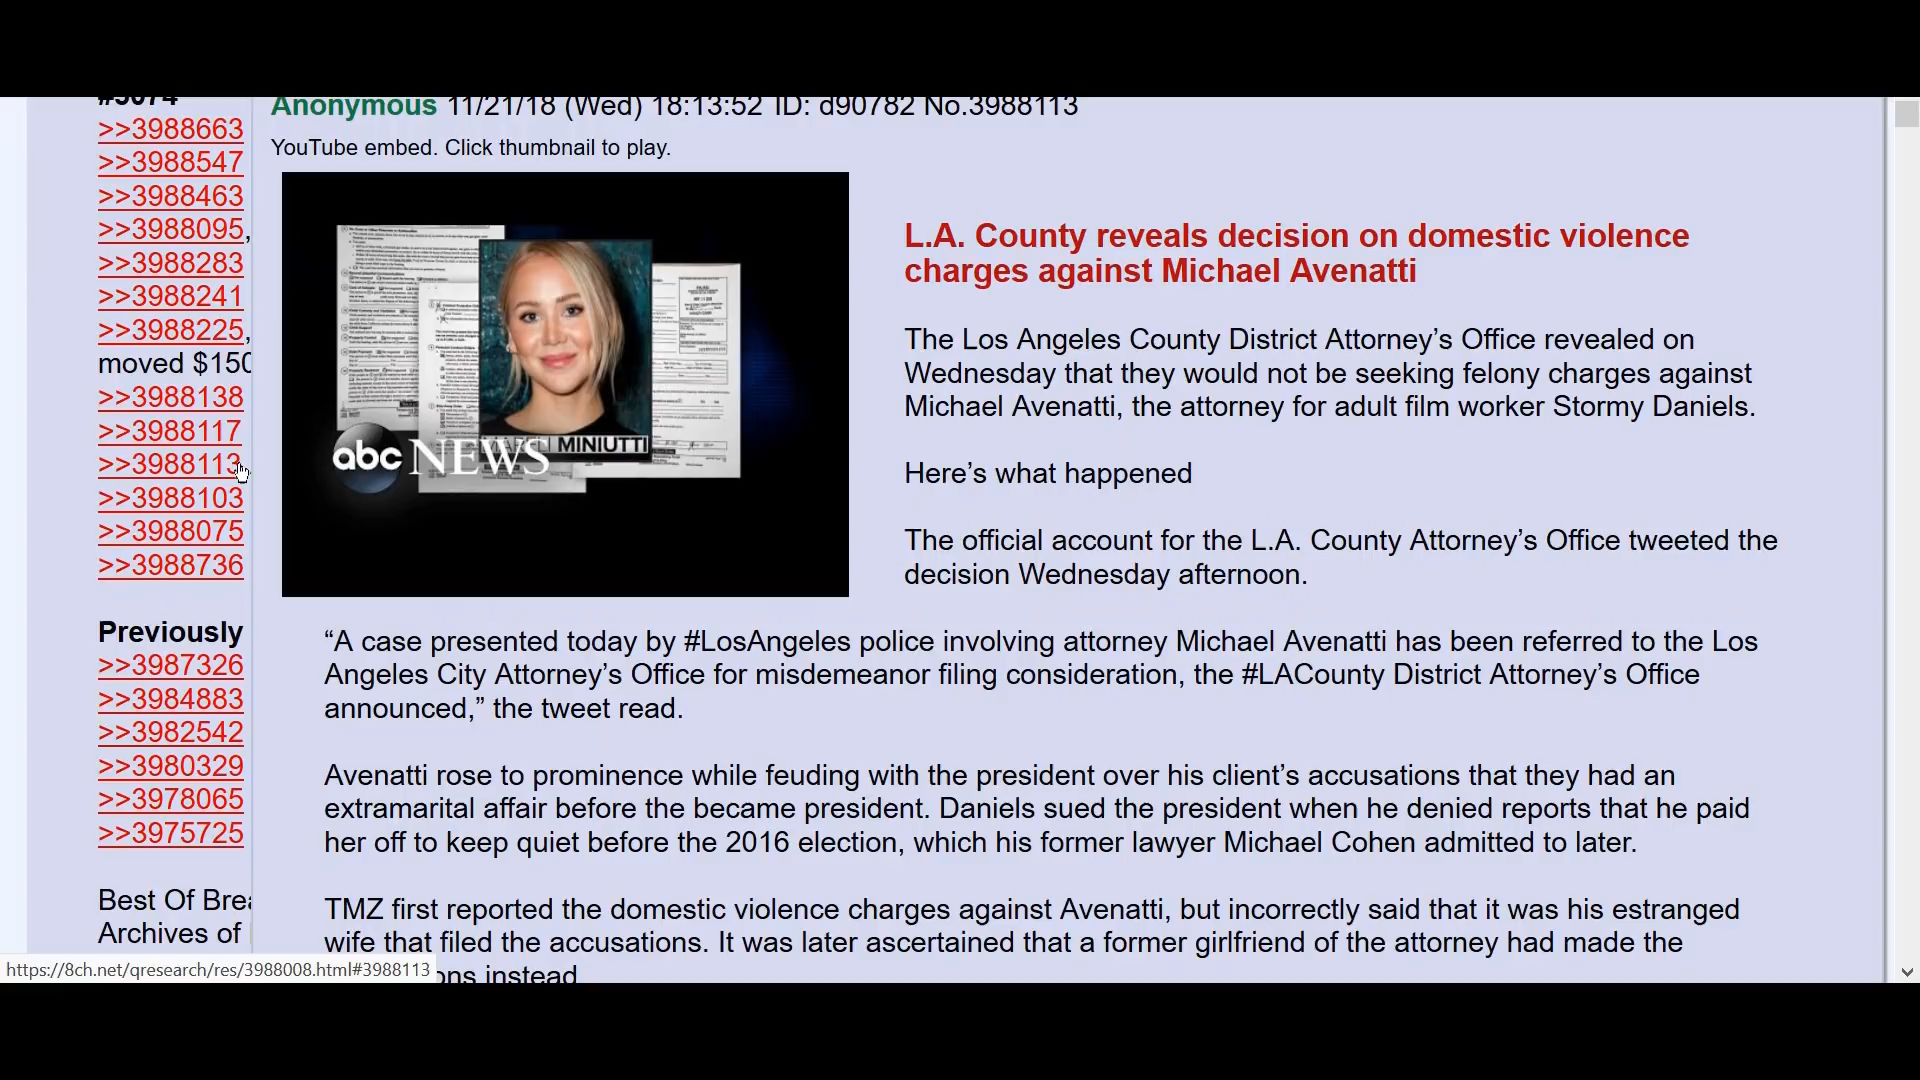 #5074
>>3988663
>>3988547
>>3988463
>>3988095,
>>3988283
>>3988241
>>3988225,
moved $150
>>3988138
>>3988117
>>3988113
>>3988103
>>3988075
>>3988736
Previously
>>3987326
>>3984883
>>3982542
>>3980329
>>3978065
>>3975725
Best Of Brea
Archives of
Anonymous 11/21/18 (Wed) 18:13:52 ID: d90782 No.3988113
YouTube embed. Click thumbnail to play.
MINIUTTI
abc NEWS
L.A. County reveals decision on domestic violence
charges against Michael Avenatti
The Los Angeles County District Attorney’s Office revealed on
Wednesday that they would not be seeking felony charges against
Michael Avenatti, the attorney for adult film worker Stormy Daniels.
Here’s what happened
The official account for the L.A. County Attorney’s Office tweeted the
decision Wednesday afternoon.
“A case presented today by #LosAngeles police involving attorney Michael Avenatti has been referred to the Los
Angeles City Attorney’s Office for misdemeanor filing consideration, the #LACounty District Attorney’s Office
announced,” the tweet read.
Avenatti rose to prominence while feuding with the president over his client’s accusations that they had an
extramarital affair before the became president. Daniels sued the president when he denied reports that he paid
her off to keep quiet before the 2016 election, which his former lawyer Michael Cohen admitted to later.
TMZ first reported the domestic violence charges against Avenatti, but incorrectly said that it was his estranged
wife that filed the accusations. It was later ascertained that a former girlfriend of the attorney had made the
ons instead
https://8ch.net/qresearch/res/3988008.html#3988113